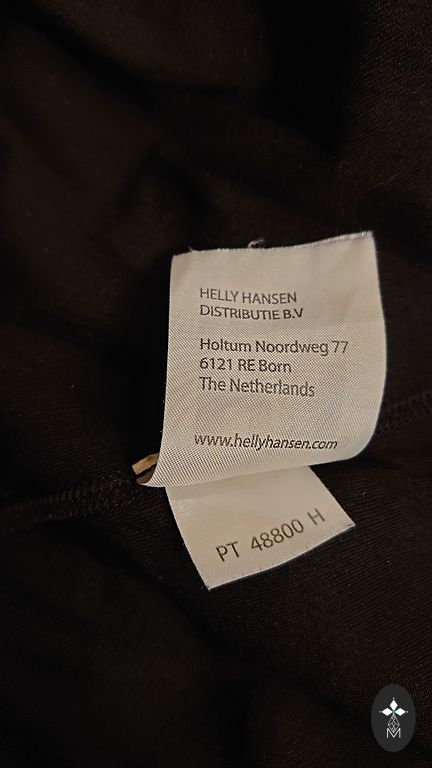 HELLY HANSEN
DISTRIBUTIE B.V
Holtum Noordweg 77
6121 RE Born
The Netherlands
www.hellyhansen.com
PT 48800 H